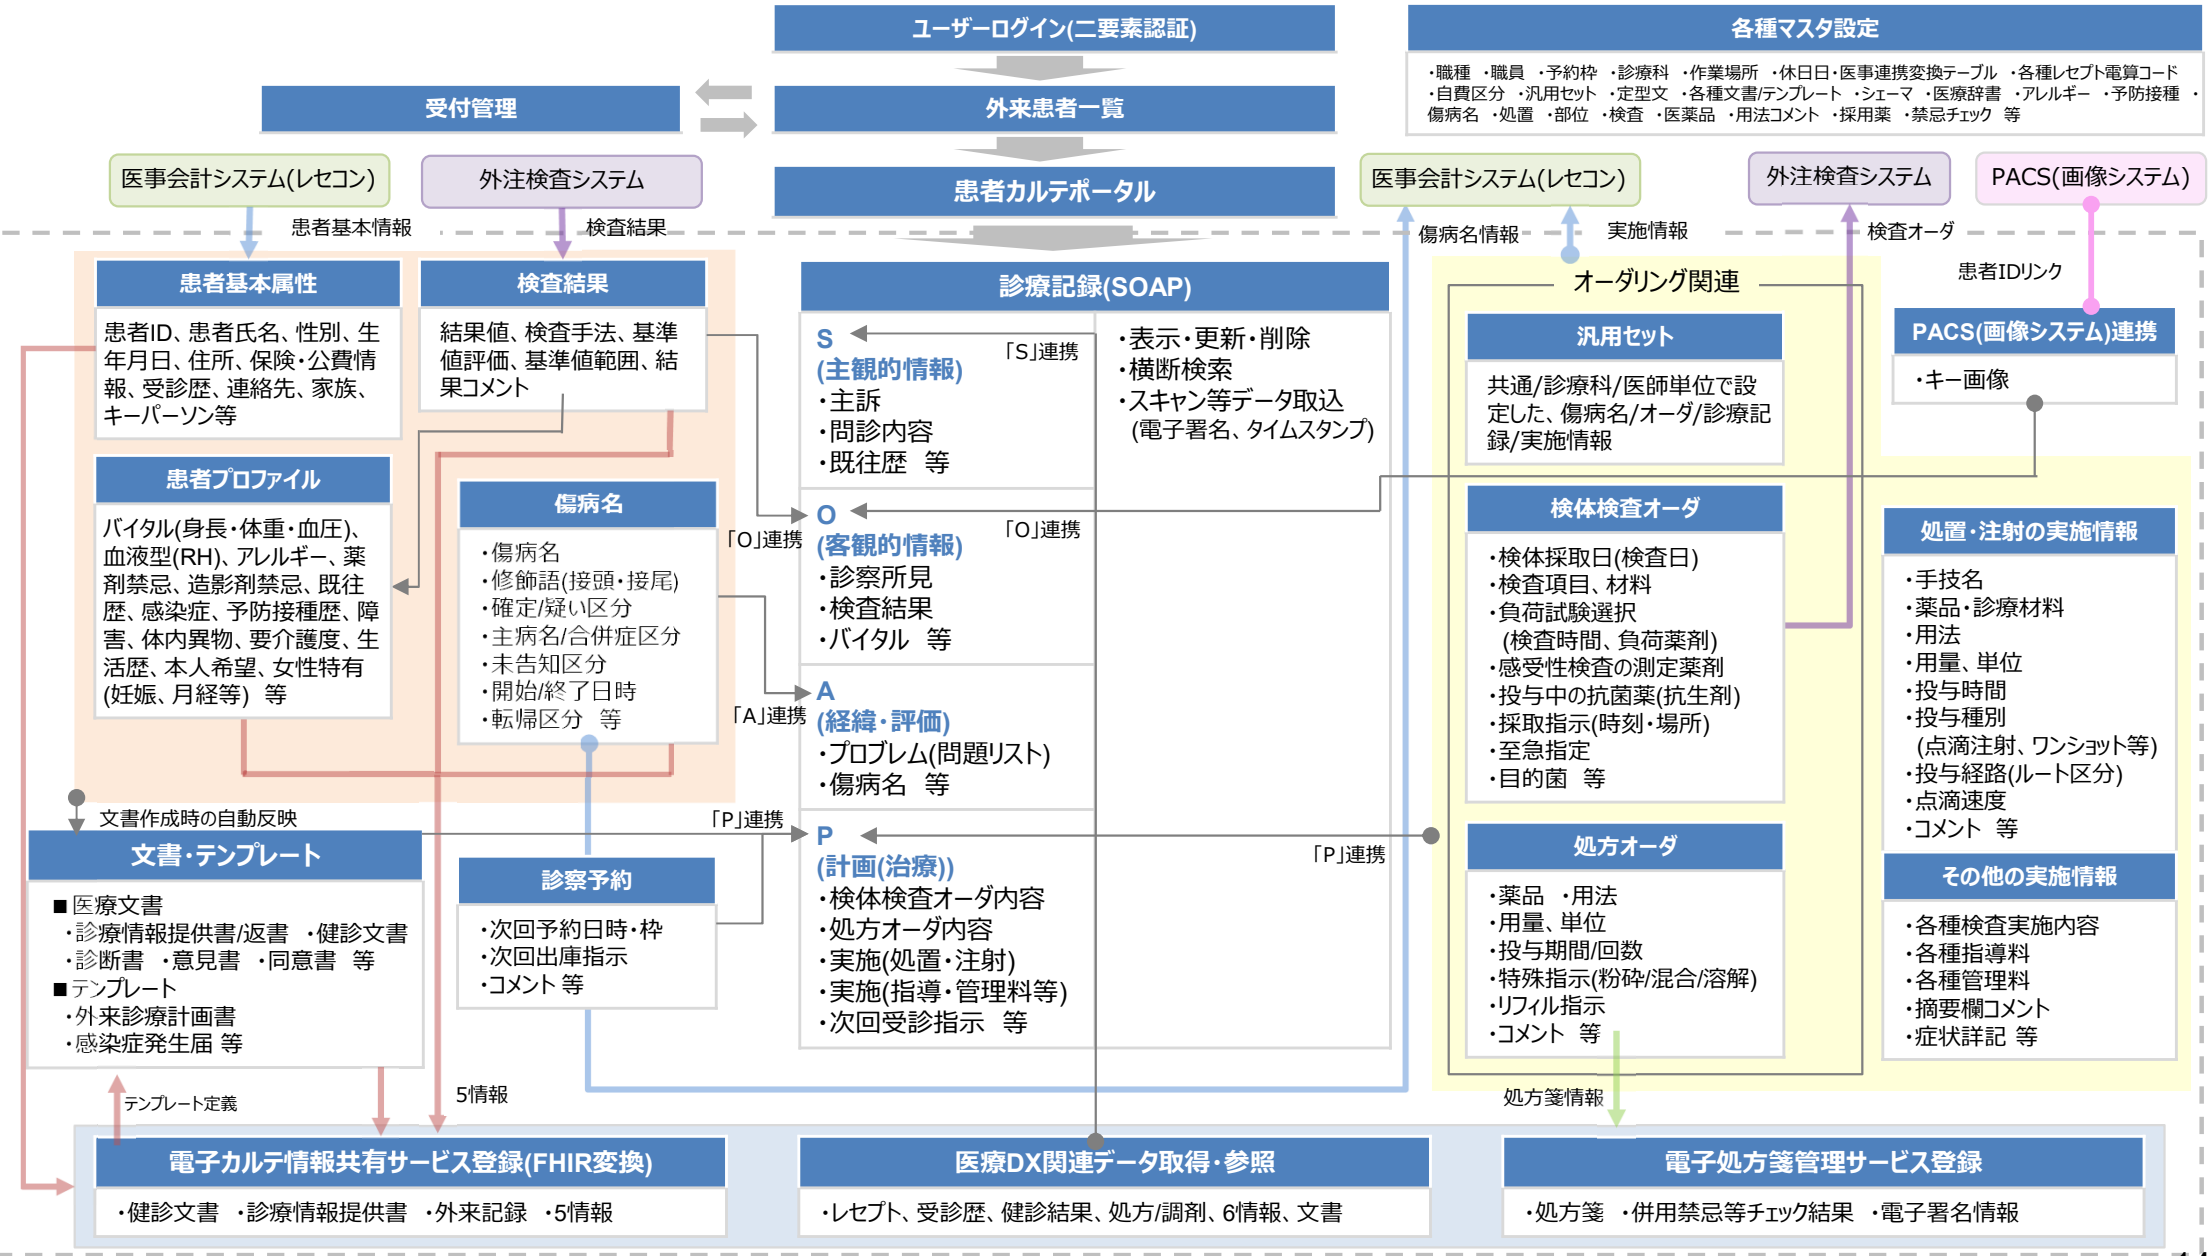 ユーザーログイン(二要素認証)
各種マスタ設定
・職種 ・職員 ・予約枠 ・診療科 ・作業場所 ・休日日・医事連携変換テーブル ・各種レセプト電算コード
・自費区分 ・汎用セット ・定型文 ・各種文書/テンプレート ・シェーマ ・医療辞書 ・アレルギー ・予防接種 ・
傷病名 ・処置 ・部位 ・検査 ・医薬品 ・用法コメント ・採用薬 ・禁忌チェック 等
受付管理
外来患者一覧
患者カルテポータル
医事会計システム(レセコン)
外注検査システム
医事会計システム(レセコン)
外注検査システム
PACS(画像システム)
患者基本情報
検査結果
傷病名情報
実施情報
検査オーダ
患者IDリンク
患者基本属性
患者ID、患者氏名、性別、生
年月日、住所、保険・公費情
報、受診歴、連絡先、家族、
キーパーソン等
検査結果
結果値、検査手法、基準
値評価、基準値範囲、結
果コメント
患者プロファイル
バイタル(身長・体重・血圧)、
血液型(RH)、アレルギー、薬
剤禁忌、造影剤禁忌、既往
歴、感染症、予防接種歴、障
害、体内異物、要介護度、生
活歴、本人希望、女性特有
(妊娠、月経等) 等
傷病名
・傷病名
・修飾語(接頭・接尾)
・確定/疑い区分
・主病名/合併症区分
・未告知区分
・開始/終了日時
・転帰区分 等
文書作成時の自動反映
文書・テンプレート
■医療文書
・診療情報提供書/返書 ・健診文書
・診断書 ・意見書 ・同意書 等
■テンプレート
・外来診療計画書
・感染症発生届 等
診察予約
・次回予約日時・枠
・次回出庫指示
・コメント 等
「O」連携
「A」連携
「P」連携
診療記録(SOAP)
S
(主観的情報)
・主訴
・問診内容
・既往歴 等
「S」連携
・表示・更新・削除
・横断検索
・スキャン等データ取込
(電子署名、タイムスタンプ)
O
(客観的情報)
・診察所見
・検査結果
・バイタル 等
「O」連携
A
(経緯・評価)
・プロブレム(問題リスト)
・傷病名 等
P
(計画(治療))
・検体検査オーダ内容
・処方オーダ内容
・実施(処置・注射)
・実施(指導・管理料等)
・次回受診指示 等
「P」連携
オーダリング関連
汎用セット
共通/診療科/医師単位で設
定した、傷病名/オーダ/診療記
録/実施情報
検体検査オーダ
・検体採取日(検査日)
・検査項目、材料
・負荷試験選択
(検査時間、負荷薬剤)
・感受性検査の測定薬剤
・投与中の抗菌薬(抗生剤)
・採取指示(時刻・場所)
・至急指定
・目的菌 等
処方オーダ
・薬品 ・用法
・用量、単位
・投与期間/回数
・特殊指示(粉砕/混合/溶解)
・リフィル指示
・コメント 等
PACS(画像システム)連携
・キー画像
処置・注射の実施情報
・手技名
・薬品・診療材料
・用法
・用量、単位
・投与時間
・投与種別
(点滴注射、ワンショット等)
・投与経路(ルート区分)
・点滴速度
・コメント 等
その他の実施情報
・各種検査実施内容
・各種指導料
・各種管理料
・摘要欄コメント
・症状詳記 等
テンプレート定義
5情報
処方箋情報
電子カルテ情報共有サービス登録(FHIR変換)
・健診文書 ・診療情報提供書 ・外来記録 ・5情報
医療DX関連データ取得・参照
・レセプト、受診歴、健診結果、処方/調剤、6情報、文書
電子処方箋管理サービス登録
・処方箋 ・併用禁忌等チェック結果 ・電子署名情報